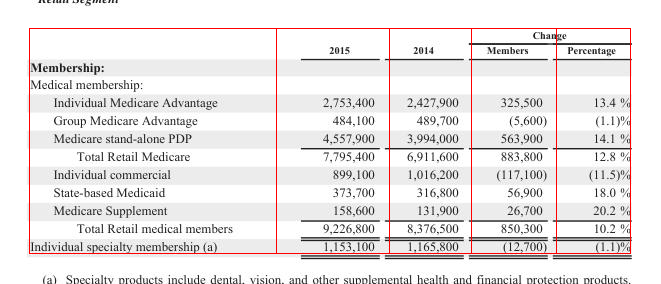 Retail Segment
Change
2015 2014 Members Percentage
Membership:
Medical membership:
Individual Medicare Advantage 2,753,400 2,427,900 325,500 13.4 %
Group Medicare Advantage 484,100 489,700 (5,600) (1.1)%
Medicare stand-alone PDP 4,557,900 3,994,000 563,900 14.1 %
Total Retail Medicare 7,795,400 6,911,600 883,800 12.8 %
Individual commercial 899,100 1,016,200 (117,100) (11.5)%
State-based Medicaid 373,700 316,800 56,900 18.0 %
Medicare Supplement 158,600 131,900 26,700 20.2 %
Total Retail medical members 9,226,800 8,376,500 850,300 10.2 %
Individual specialty membership (a) 1,153,100 1,165,800 (12,700) (1.1)%
(a) Specialty products include dental, vision, and other supplemental health and financial protection products.